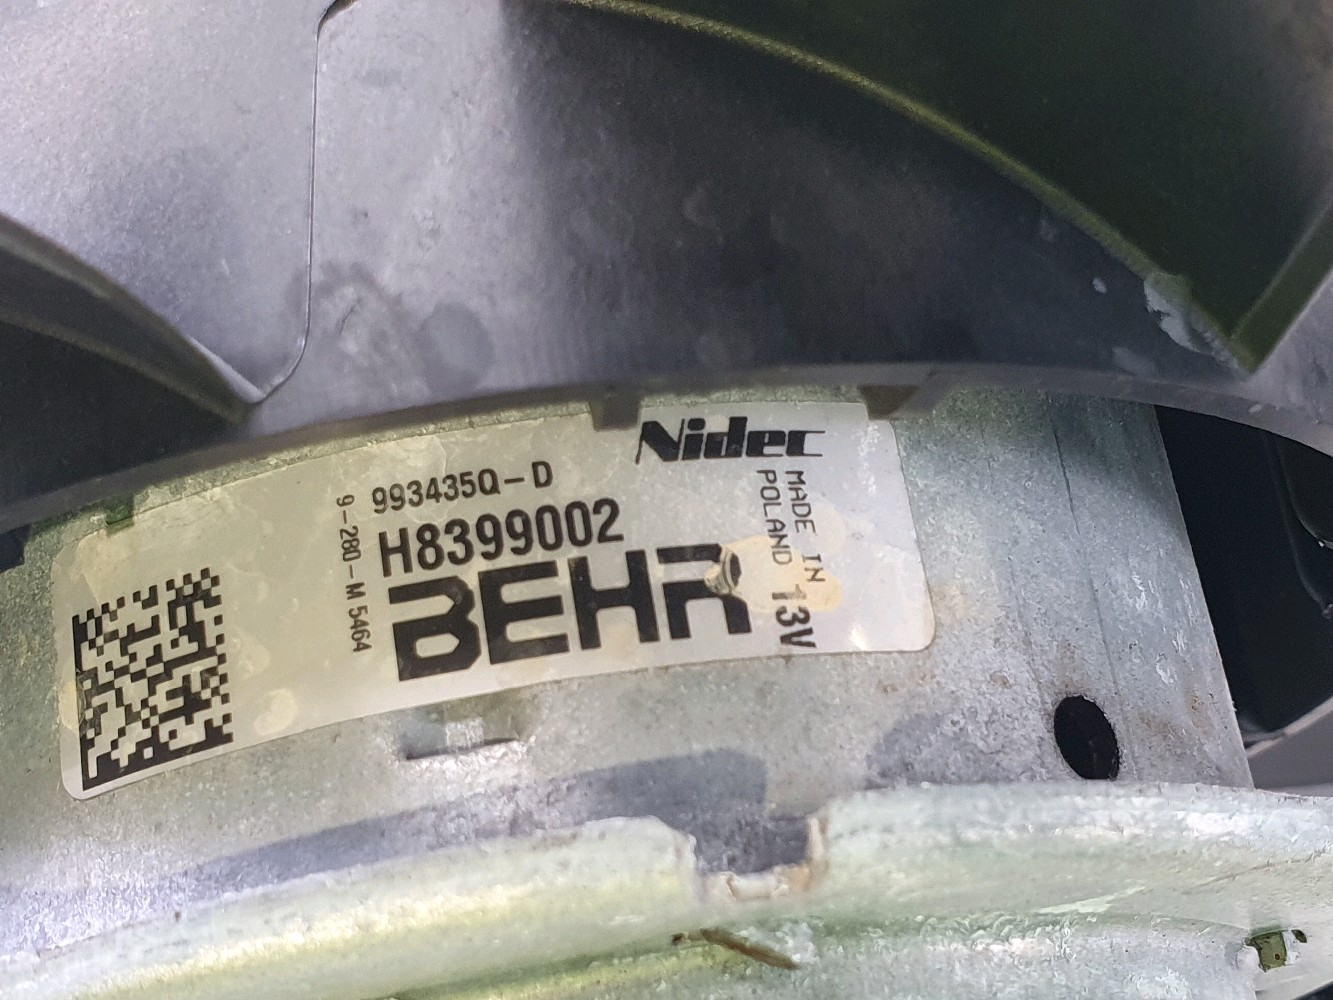 Nidec
993435Q-D
H8399002
BEHR
9-280-M 5464
MADE IN
POLAND
13V